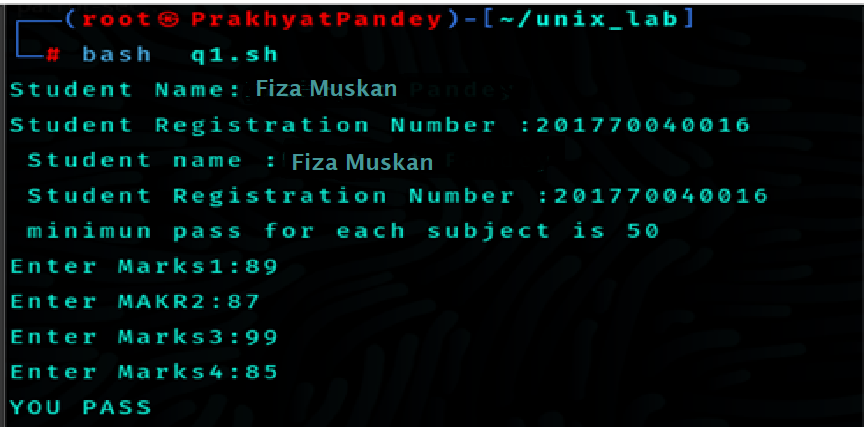 (root㉿PrakhyatPandey)-[~/unix_lab]
# bash q1.sh
Student Name: Fiza Muskan Pandey
Student Registration Number :201770040016
Student name : Fiza Muskan
Student Registration Number :201770040016
minimun pass for each subject is 50
Enter Marks1:89
Enter MAKR2:87
Enter Marks3:99
Enter Marks4:85
YOU PASS